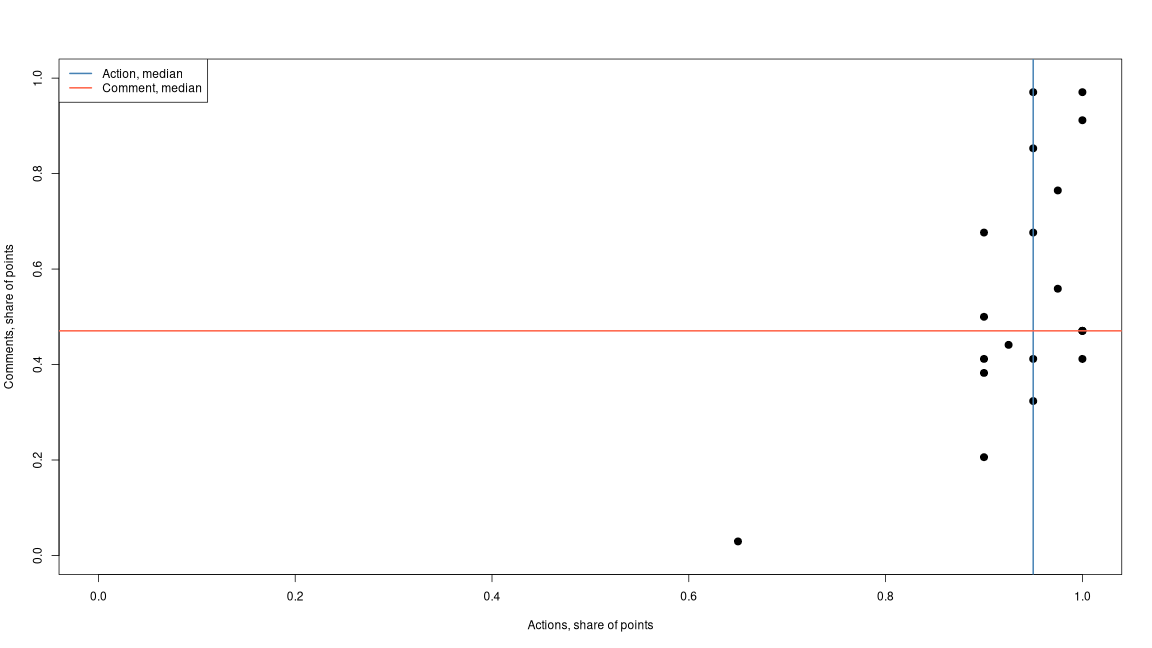 Action, median
Comment, median
1.0
0.8
0.6
0.4
0.2
0.0
Comments, share of points
0.0 0.2 0.4 0.6 0.8 1.0
Actions, share of points